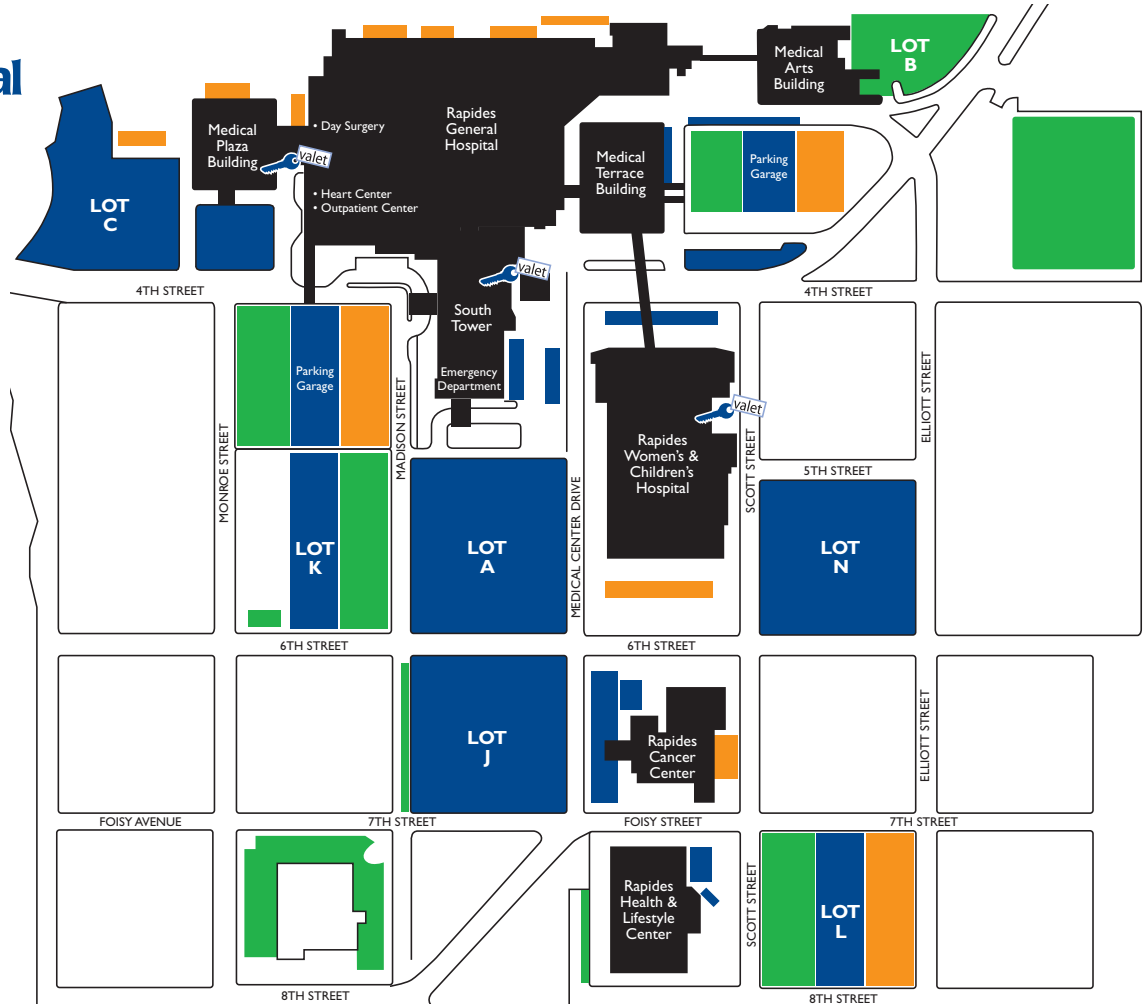 al
LOT
B
Medical
Arts
Building
Rapides
General
Hospital
• Day Surgery
• Heart Center
• Outpatient Center
Medical
Plaza
Building
valet
LOT
C
Medical
Terrace
Building
Parking
Garage
valet
4TH STREET
4TH STREET
South
Tower
Emergency
Department
Parking
Garage
MONROE STREET
MADISON STREET
MEDICAL CENTER DRIVE
SCOTT STREET
ELLIOTT STREET
valet
Rapides
Women's &
Children's
Hospital
5TH STREET
LOT
K
LOT
A
LOT
N
6TH STREET
6TH STREET
LOT
J
Rapides
Cancer
Center
ELLIOTT STREET
FOISY AVENUE
7TH STREET
FOISY STREET
7TH STREET
Rapides
Health &
Lifestyle
Center
SCOTT STREET
LOT
L
8TH STREET
8TH STREET